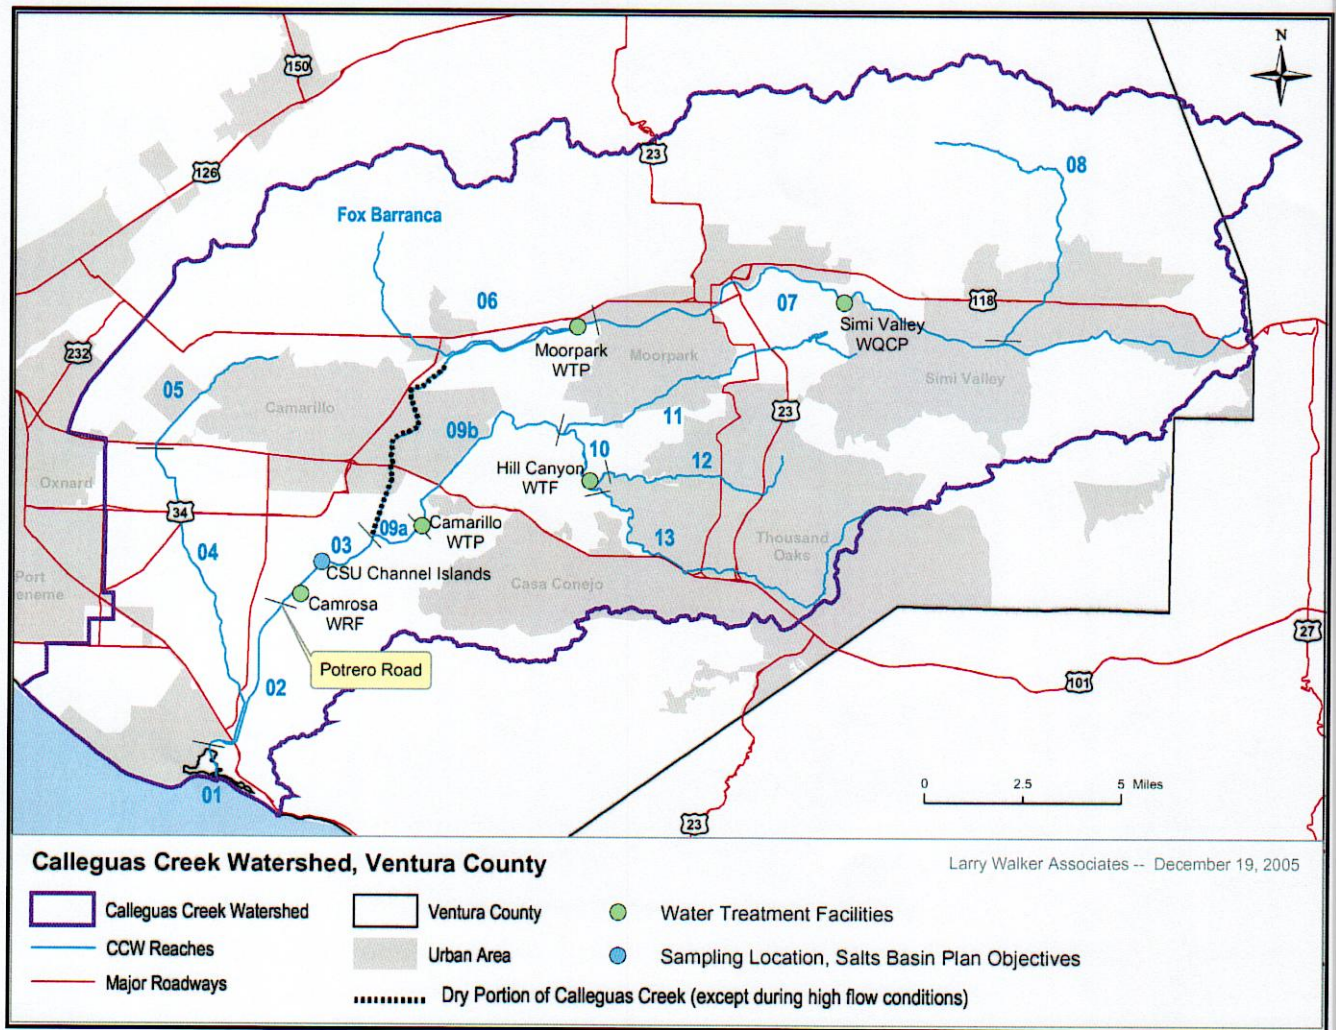 N
150
23
126
08
Fox Barranca
06
07
118
232
Simi Valley
WQCP
Moorpark
WTP
Moorpark
Simi Valley
05
Camarillo
23
11
09b
10
12
Hill Canyon
WTF
Oxnard
34
09a
Camarillo
WTP
03
13
Thousand
Oaks
04
CSU Channel Islands
Casa Conejo
Port
eneme
Camrosa
WRF
27
Potrero Road
101
02
01
0 2.5 5 Miles
23
Calleguas Creek Watershed, Ventura County
Larry Walker Associates -- December 19, 2005
Calleguas Creek Watershed
Ventura County
Water Treatment Facilities
CCW Reaches
Urban Area
Sampling Location, Salts Basin Plan Objectives
Major Roadways
Dry Portion of Calleguas Creek (except during high flow conditions)